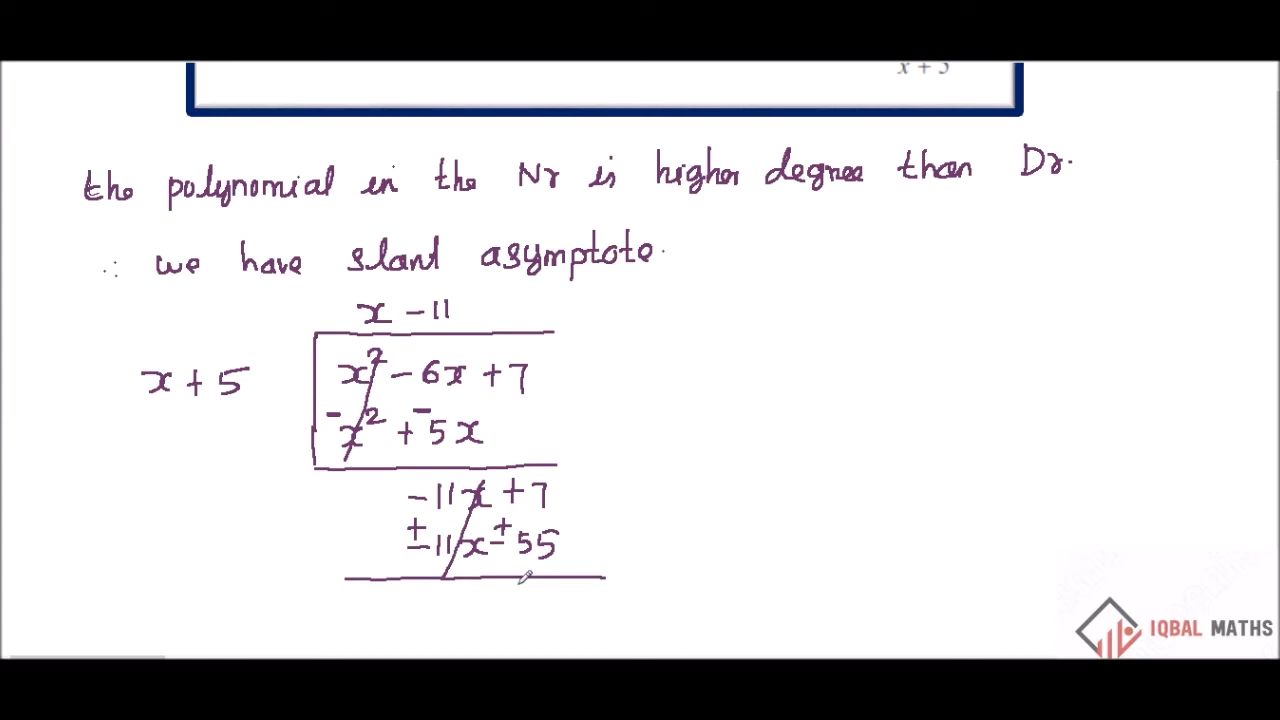 x + 5
the polynomial in the Nr is higher degree than Dr.
∴ we have slant asymptote.
x - 11
x + 5 x² - 6x + 7
- -
x² + 5x
-11x + 7
+ +
-11x - 55
IQBAL MATHS